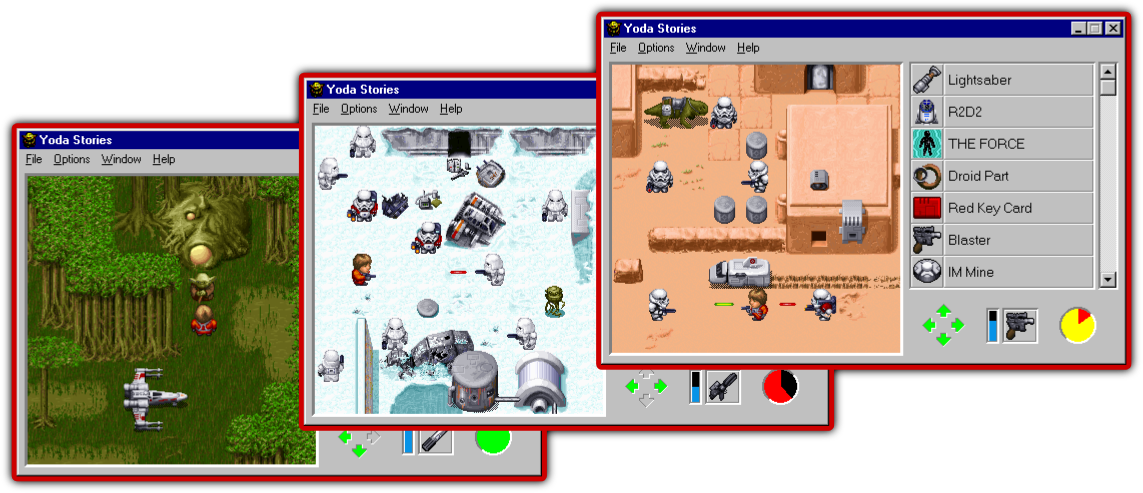 Yoda Stories
File Options Window Help
Yoda Stories
File Options Window Help
Yoda Stories
File Options Window Help
Lightsaber
R2D2
THE FORCE
Droid Part
Red Key Card
Blaster
IM Mine